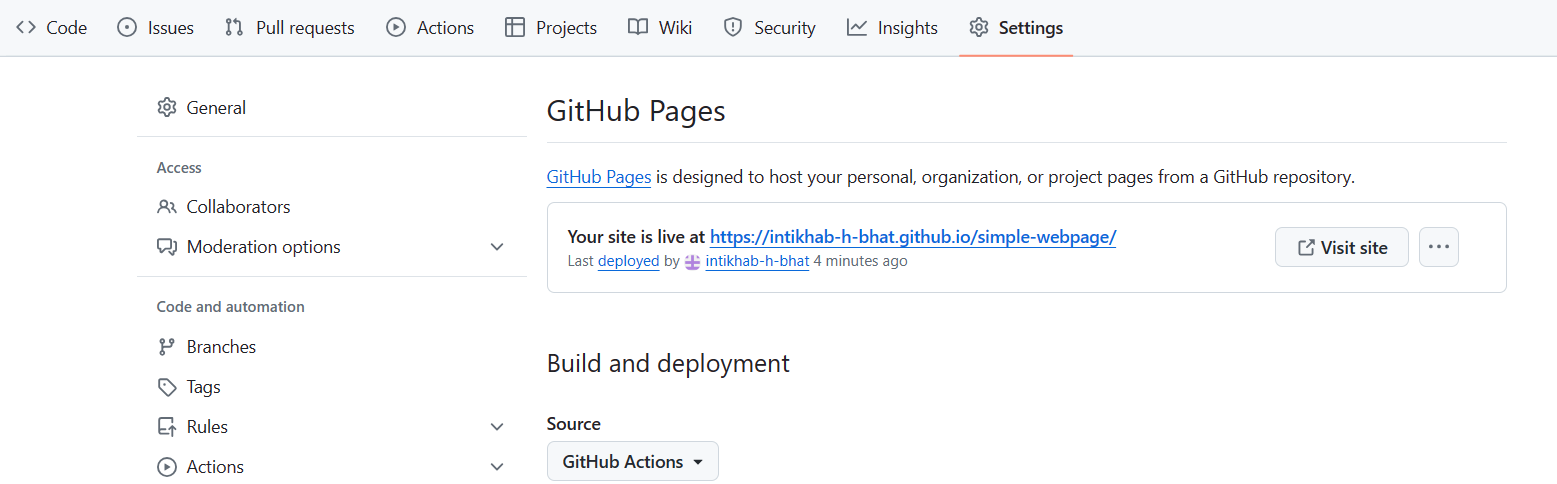 Code Issues Pull requests Actions Projects Wiki Security Insights Settings
General
Access
Collaborators
Moderation options
Code and automation
Branches
Tags
Rules
Actions
GitHub Pages
GitHub Pages is designed to host your personal, organization, or project pages from a GitHub repository.
Your site is live at https://intikhab-h-bhat.github.io/simple-webpage/
Last deployed by intikhab-h-bhat 4 minutes ago
Visit site
Build and deployment
Source
GitHub Actions